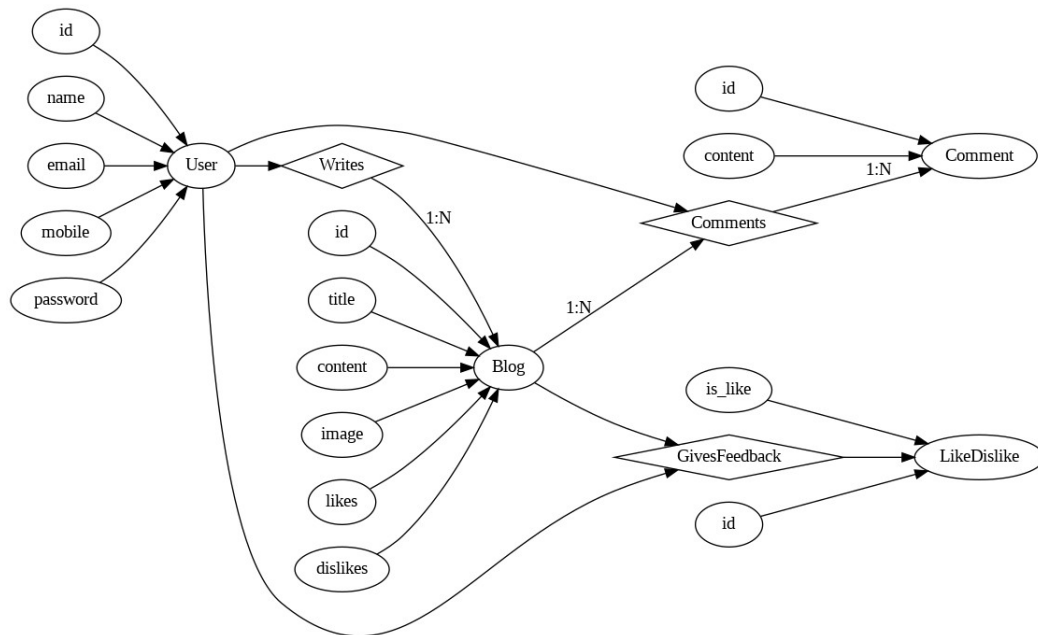 id
name
email
mobile
password
User
Writes
1:N
id
title
content
image
likes
dislikes
Blog
1:N
id
content
Comments
1:N
Comment
is_like
GivesFeedback
id
LikeDislike